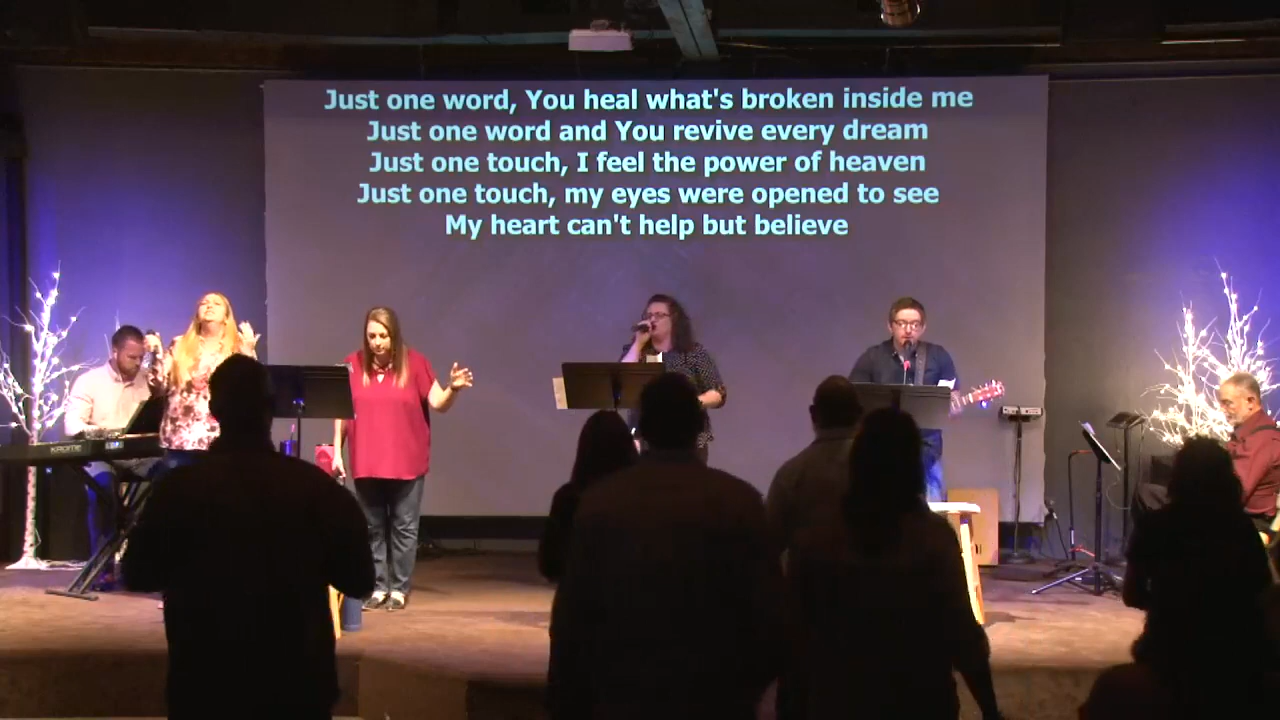 Just one word, You heal what's broken inside me
Just one word and You revive every dream
Just one touch, I feel the power of heaven
Just one touch, my eyes were opened to see
My heart can't help but believe
KROME